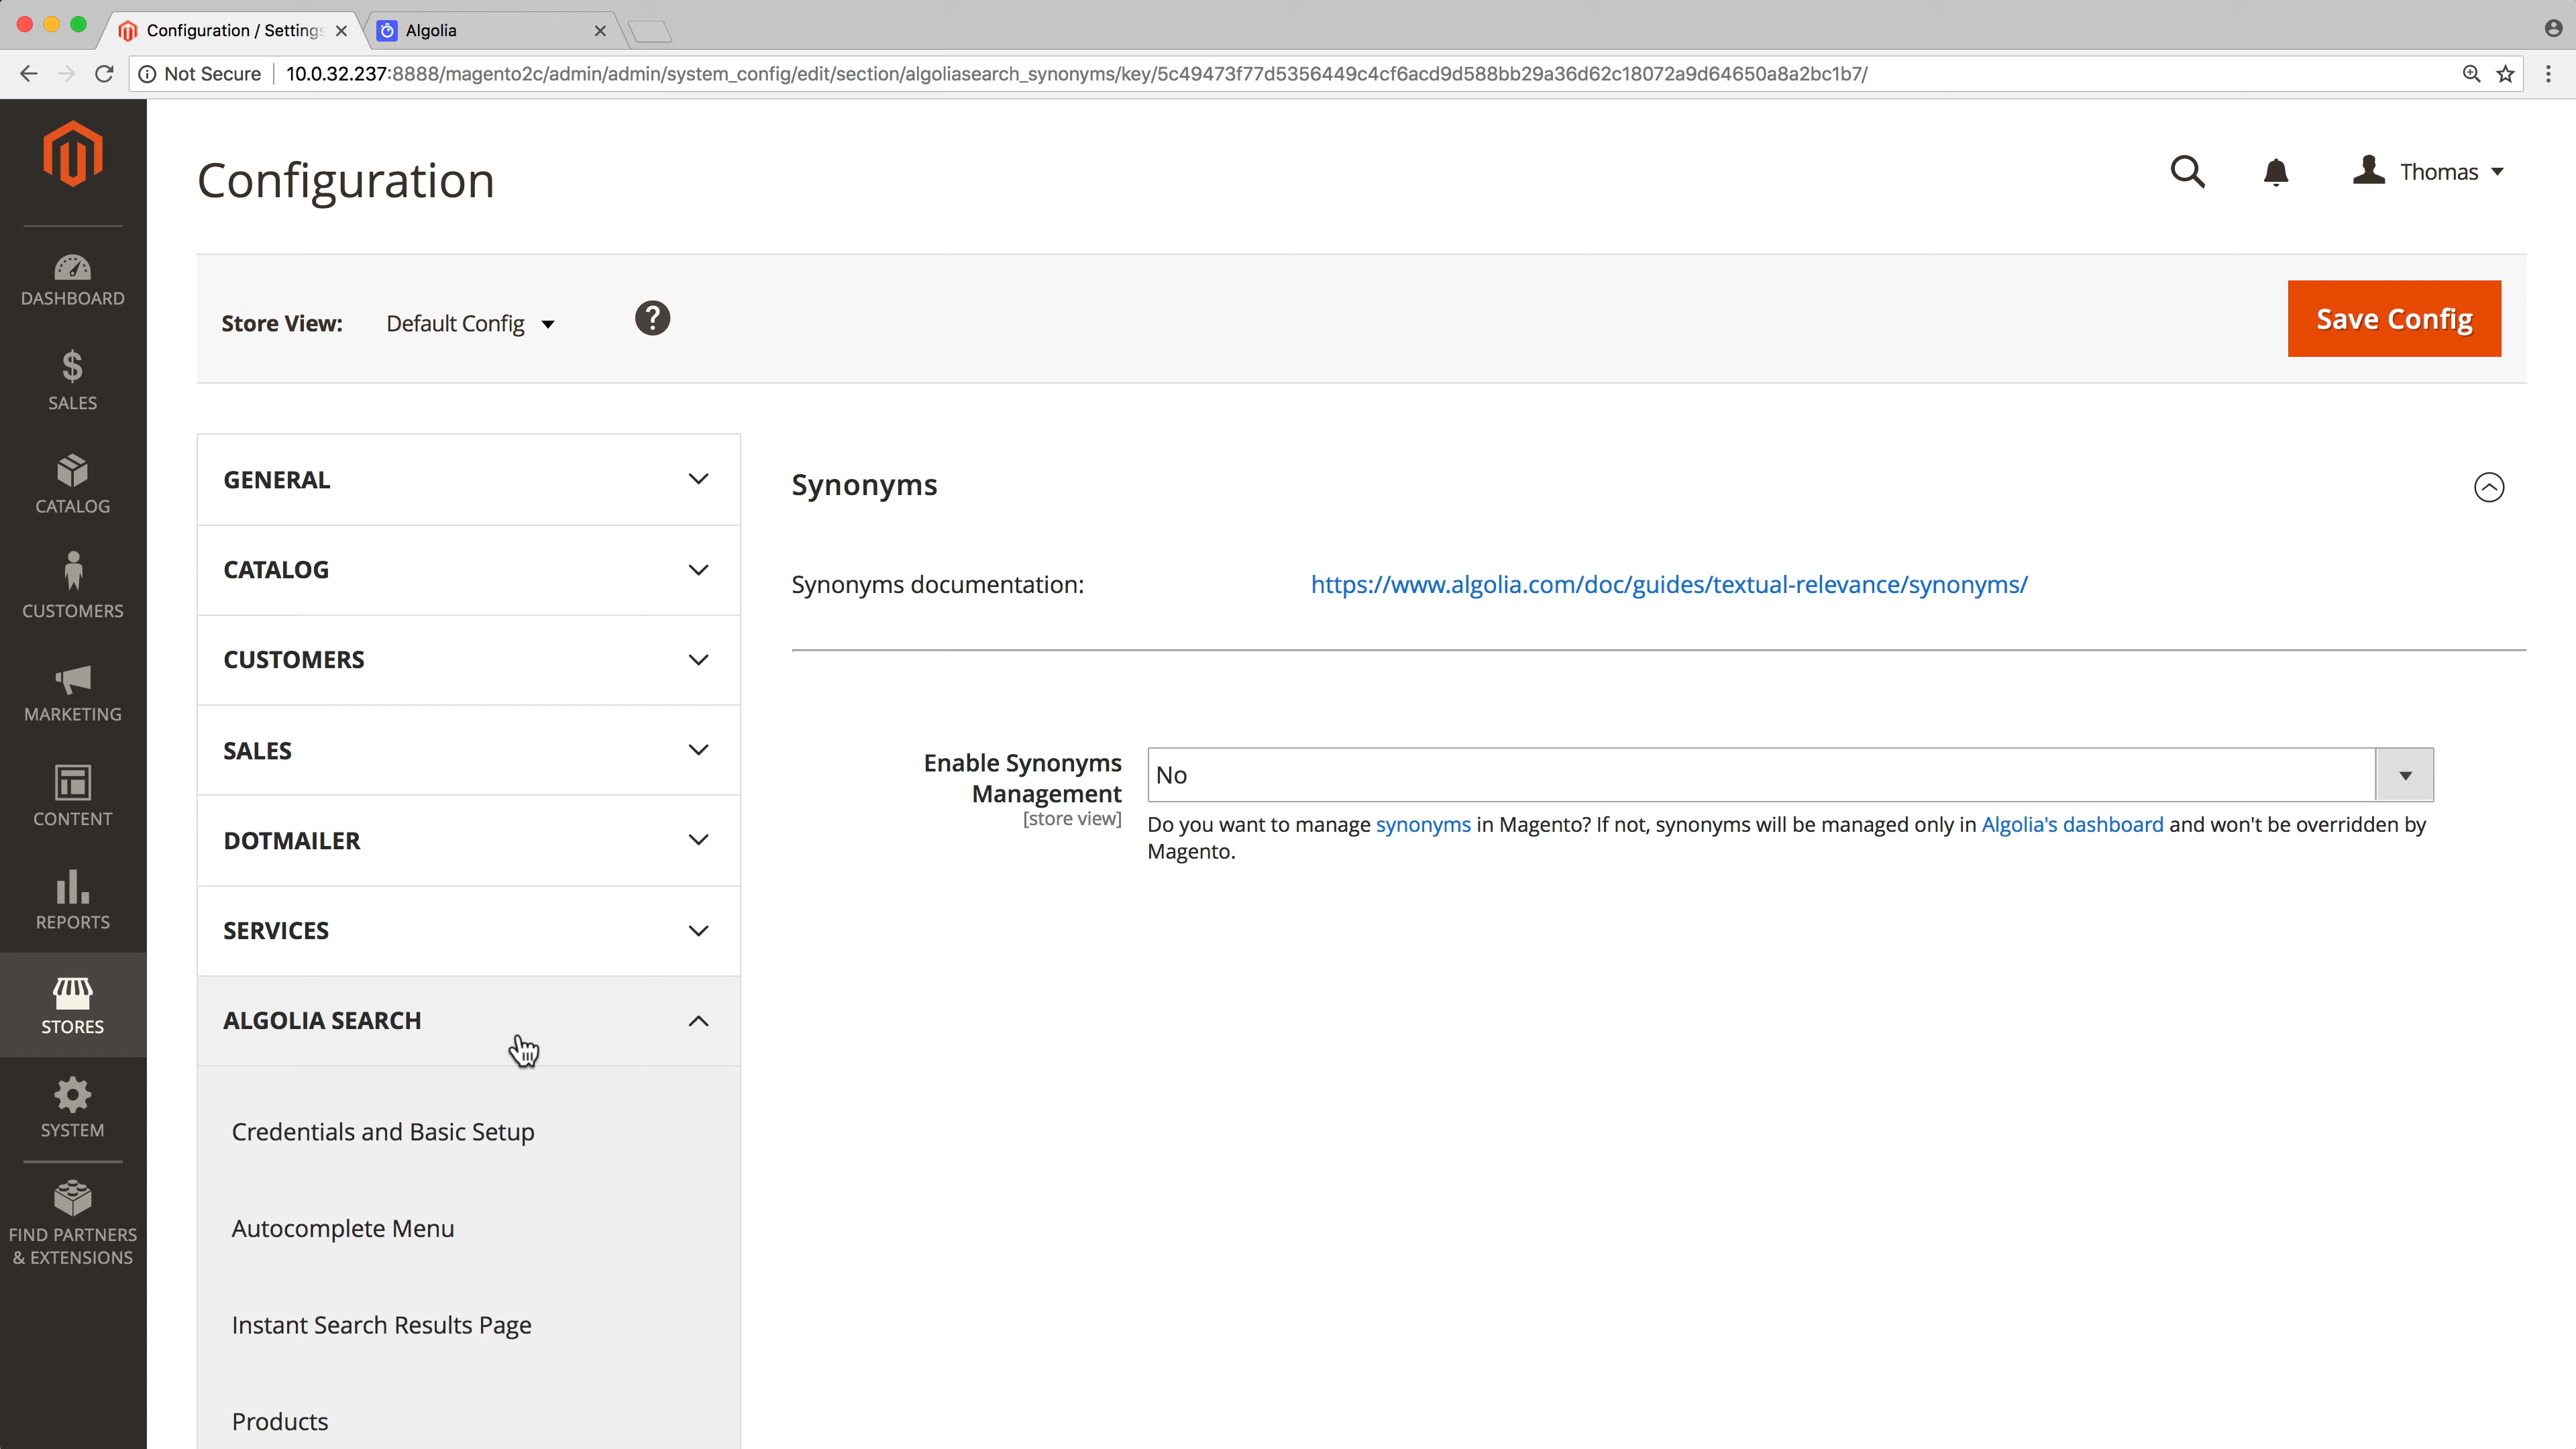 Configuration / Settings
Algolia
Not Secure
10.0.32.237:8888/magento2c/admin/admin/system_config/edit/section/algoliasearch_synonyms/key/5c49473f77d5356449c4cf6acd9d588bb29a36d62c18072a9d64650a8a2bc1b7/
DASHBOARD
SALES
CATALOG
CUSTOMERS
MARKETING
CONTENT
REPORTS
STORES
SYSTEM
FIND PARTNERS
& EXTENSIONS
Configuration
Thomas
Store View:
Default Config
?
Save Config
GENERAL
CATALOG
CUSTOMERS
SALES
DOTMAILER
SERVICES
ALGOLIA SEARCH
Credentials and Basic Setup
Autocomplete Menu
Instant Search Results Page
Products
Synonyms
Synonyms documentation:
https://www.algolia.com/doc/guides/textual-relevance/synonyms/
Enable Synonyms
Management
[store view]
No
Do you want to manage synonyms in Magento? If not, synonyms will be managed only in Algolia's dashboard and won't be overridden by
Magento.